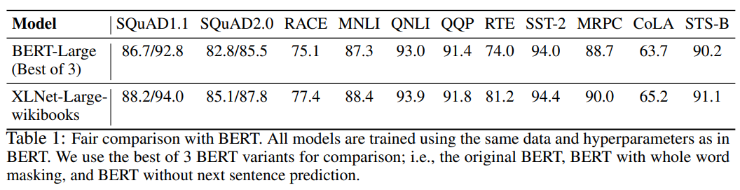 Model SQuAD1.1 SQuAD2.0 RACE MNLI QNLI QQP RTE SST-2 MRPC CoLA STS-B
BERT-Large 86.7/92.8 82.8/85.5 75.1 87.3 93.0 91.4 74.0 94.0 88.7 63.7 90.2
(Best of 3)
XLNet-Large- 88.2/94.0 85.1/87.8 77.4 88.4 93.9 91.8 81.2 94.4 90.0 65.2 91.1
wikibooks
Table 1: Fair comparison with BERT. All models are trained using the same data and hyperparameters as in
BERT. We use the best of 3 BERT variants for comparison; i.e., the original BERT, BERT with whole word
masking, and BERT without next sentence prediction.